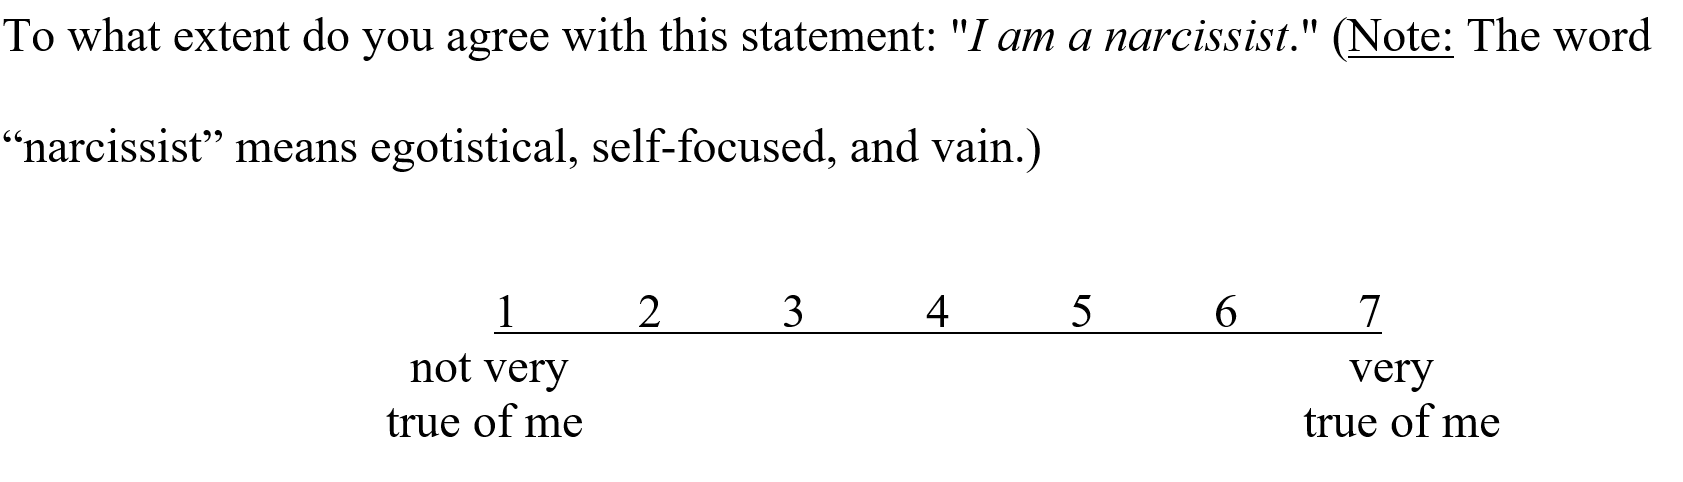 To what extent do you agree with this statement: "I am a narcissist." (Note: The word
“narcissist” means egotistical, self-focused, and vain.)
1 2 3 4 5 6 7
not very very
true of me true of me